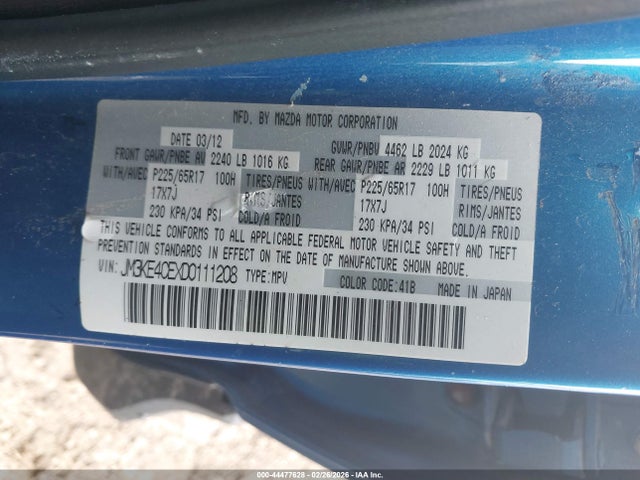 MFD. BY MAZDA MOTOR CORPORATION
DATE 03/12 GVWR/PNBV 4462 LB 2024 KG
FRONT GAWR/PNBE AV 2240 LB 1016 KG REAR GAWR/PNBE AR 2229 LB 1011 KG
WITH/AVEC P225/65R17 100H TIRES/PNEUS WITH/AVEC P225/65R17 100H TIRES/PNEUS
17X7J RIMS/JANTES 17X7J RIMS/JANTES
230 KPA/34 PSI COLD/A FROID 230 KPA/34 PSI COLD/A FROID
THIS VEHICLE CONFORMS TO ALL APPLICABLE FEDERAL MOTOR VEHICLE SAFETY AND THEFT
PREVENTION STANDARDS IN EFFECT ON THE DATE OF MANUFACTURE SHOWN ABOVE.
VIN: JM3KE4CEXD0111208 TYPE:MPV COLOR CODE:41B MADE IN JAPAN
000-44477628 - 02/26/2026 - IAA Inc.